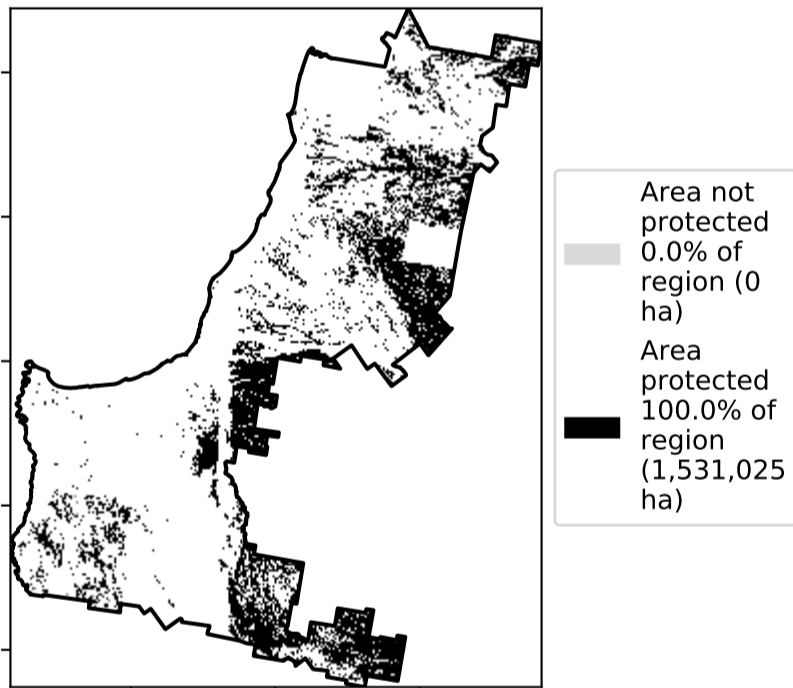 Area not
protected
0.0% of
region (0
ha)
Area
protected
100.0% of
region
(1,531,025
ha)